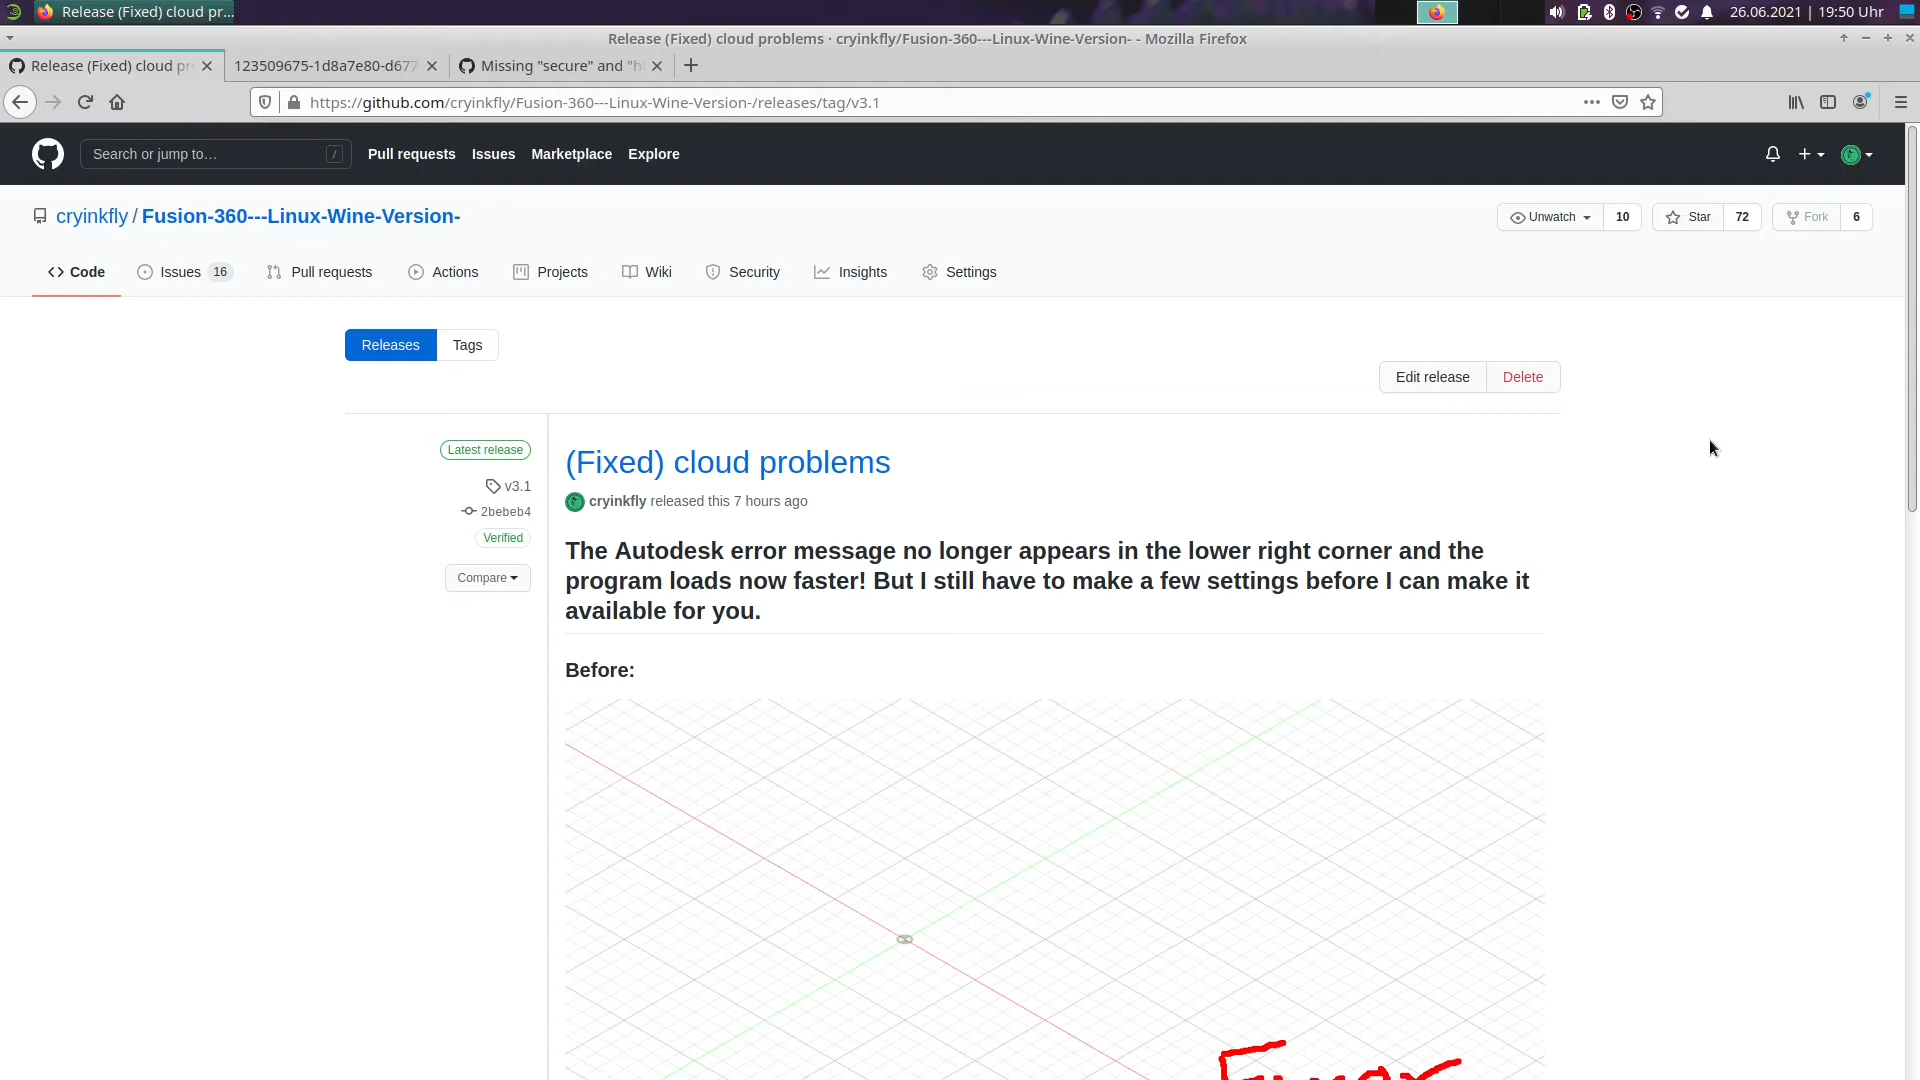 Release (Fixed) cloud pr...
26.06.2021 | 19:50 Uhr
Release (Fixed) cloud problems · cryinkfly/Fusion-360---Linux-Wine-Version- - Mozilla Firefox
Release (Fixed) cloud pr
123509675-1d8a7e80-d677
Missing "secure" and "h
https://github.com/cryinkfly/Fusion-360---Linux-Wine-Version-/releases/tag/v3.1
Search or jump to…
/
Pull requests
Issues
Marketplace
Explore
cryinkfly / Fusion-360---Linux-Wine-Version-
Unwatch
10
Star
72
Fork
6
Code
Issues 16
Pull requests
Actions
Projects
Wiki
Security
Insights
Settings
Releases
Tags
Edit release
Delete
Latest release
v3.1
2bebeb4
Verified
Compare
(Fixed) cloud problems
cryinkfly released this 7 hours ago
The Autodesk error message no longer appears in the lower right corner and the
program loads now faster! But I still have to make a few settings before I can make it
available for you.
Before: